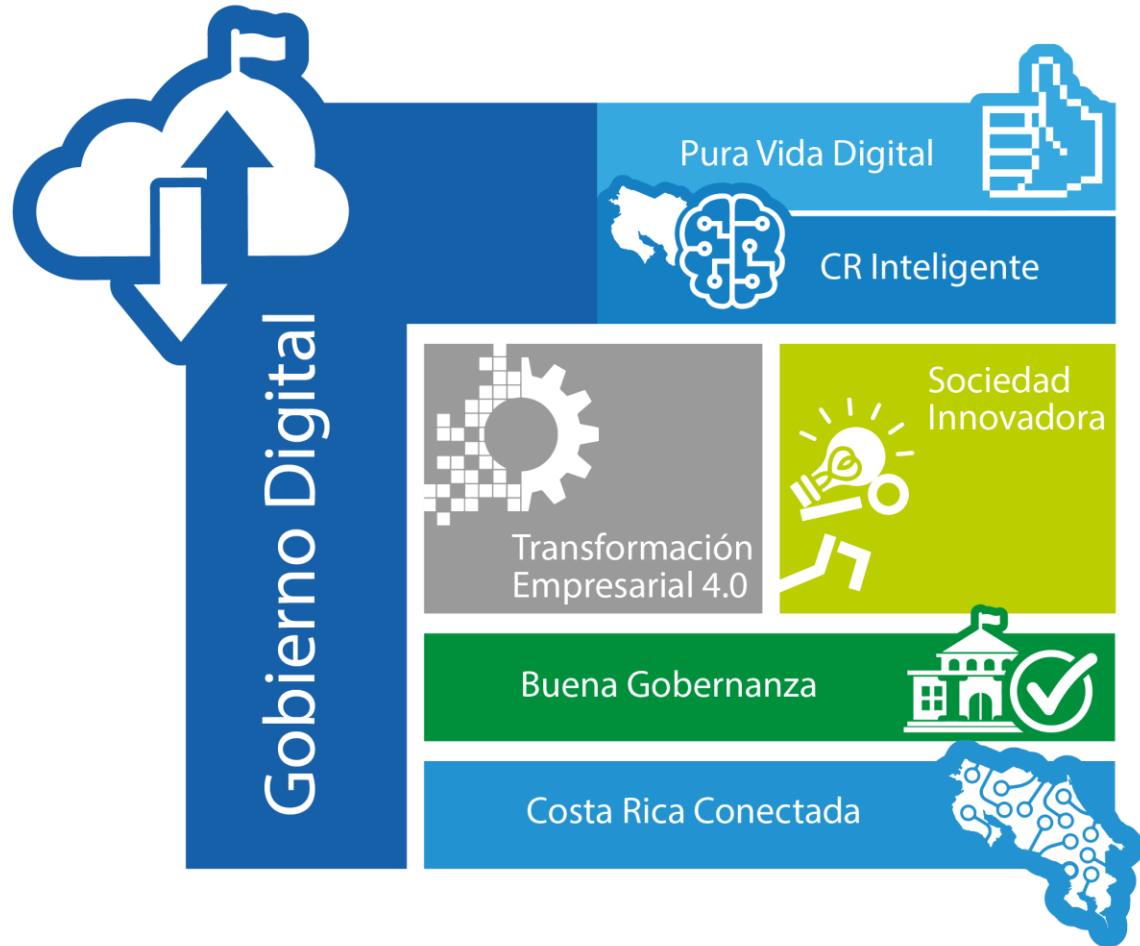 Gobierno Digital
Pura Vida Digital
CR Inteligente
Transformación
Empresarial 4.0
Sociedad
Innovadora
Buena Gobernanza
Costa Rica Conectada